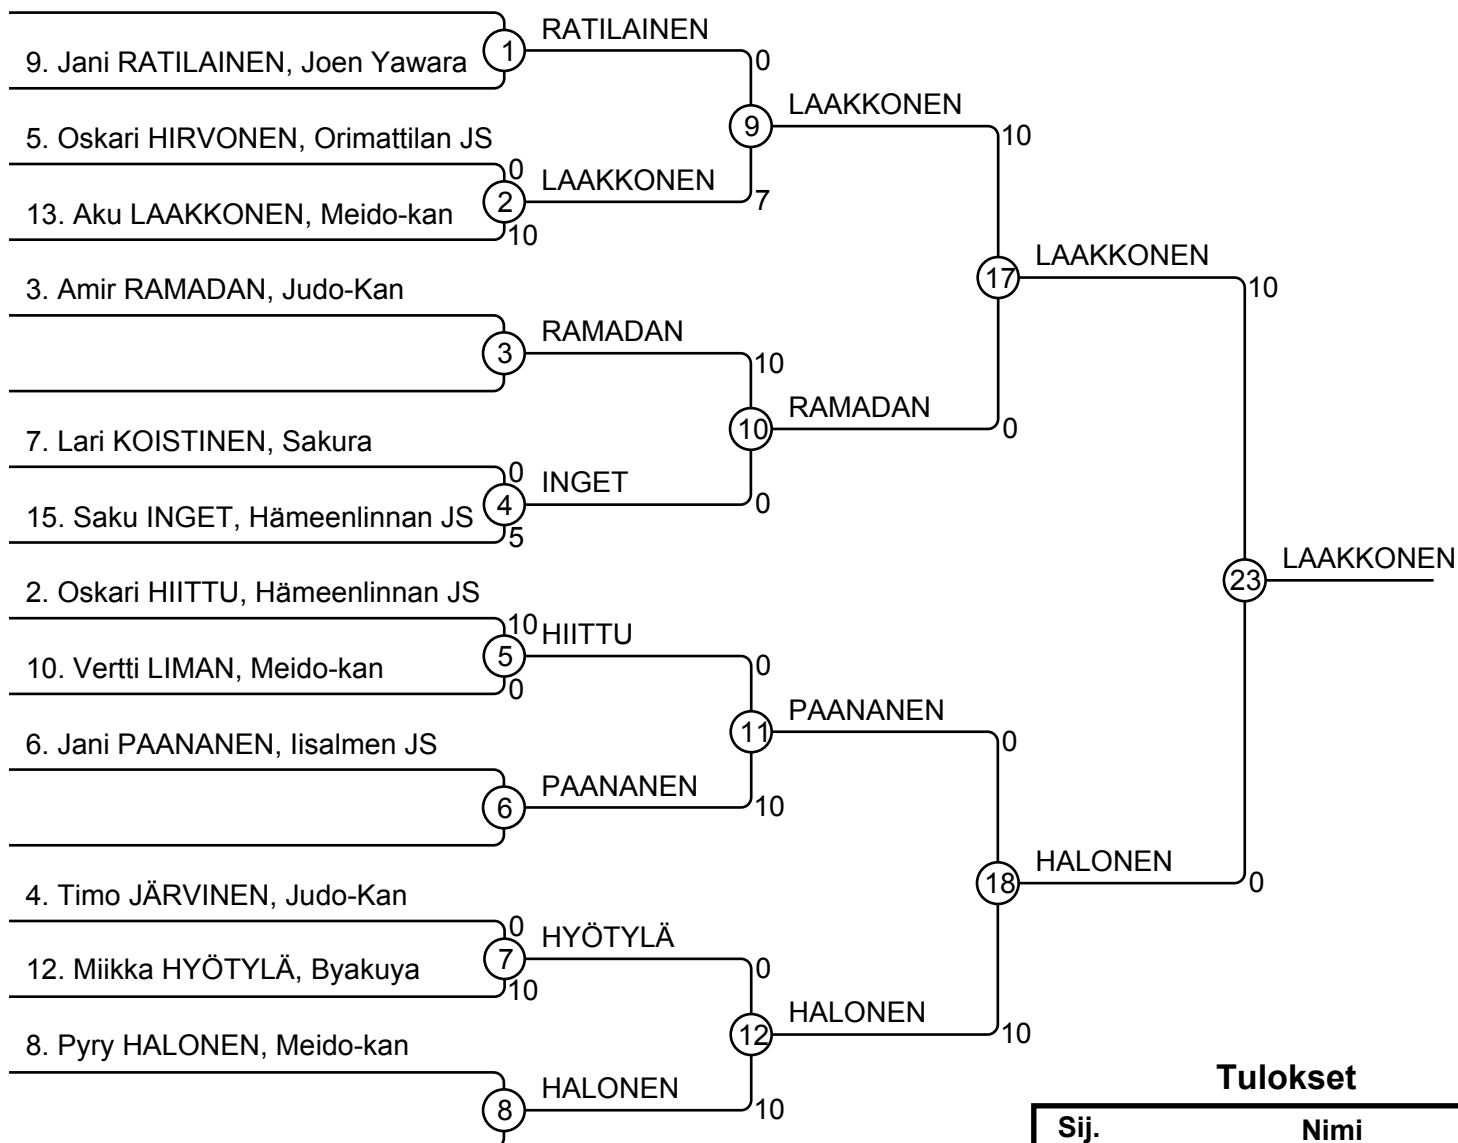 RATILAINEN
1
9. Jani RATILAINEN, Joen Yawara
0
LAAKKONEN
9
10
5. Oskari HIRVONEN, Orimattilan JS
0
LAAKKONEN
2
7
13. Aku LAAKKONEN, Meido-kan
10
LAAKKONEN
17
10
3. Amir RAMADAN, Judo-Kan
RAMADAN
3
10
RAMADAN
10
0
7. Lari KOISTINEN, Sakura
0
INGET
4
0
15. Saku INGET, Hämeenlinnan JS
5
LAAKKONEN
23
2. Oskari HIITTU, Hämeenlinnan JS
10
HIITTU
5
0
10. Vertti LIMAN, Meido-kan
0
PAANANEN
11
0
6. Jani PAANANEN, Iisalmen JS
PAANANEN
6
10
HALONEN
18
0
4. Timo JÄRVINEN, Judo-Kan
0
HYÖTYLÄ
7
0
12. Miikka HYÖTYLÄ, Byakuya
10
HALONEN
12
10
8. Pyry HALONEN, Meido-kan
HALONEN
8
10
Tulokset
Sij. Nimi